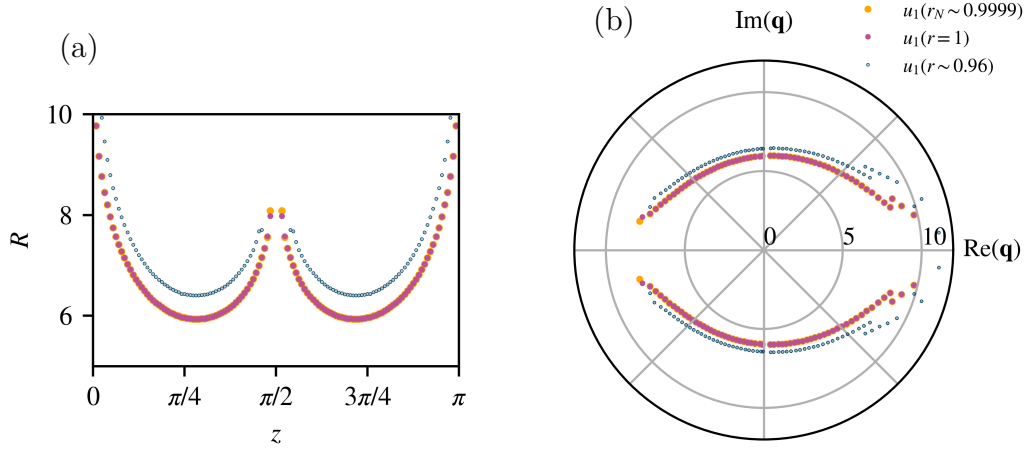 (a)
10
8
6
R
0
π/4
π/2
3π/4
π
z
(b)
Im(q)
u₁(r_N ~ 0.9999)
u₁(r = 1)
u₁(r ~ 0.96)
0
5
10
Re(q)